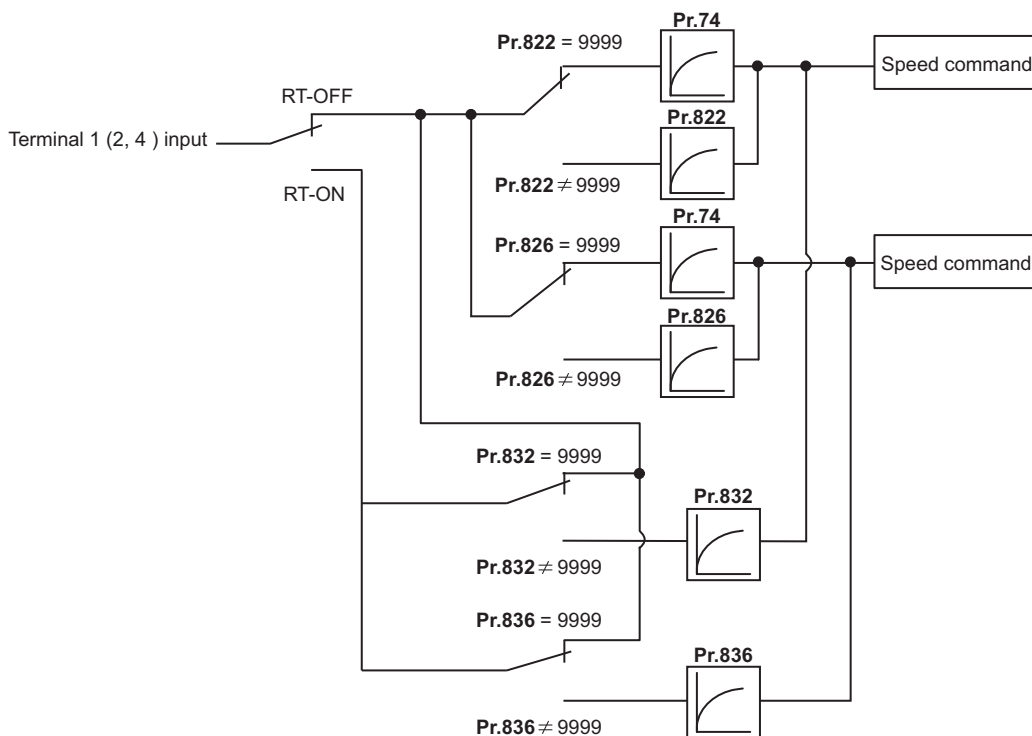 Pr.74
Pr.822 = 9999
Speed command
RT-OFF
Pr.822
Terminal 1 (2, 4 ) input
Pr.822 ≠ 9999
RT-ON
Pr.74
Pr.826 = 9999
Speed command
Pr.826
Pr.826 ≠ 9999
Pr.832 = 9999
Pr.832
Pr.832 ≠ 9999
Pr.836 = 9999
Pr.836
Pr.836 ≠ 9999